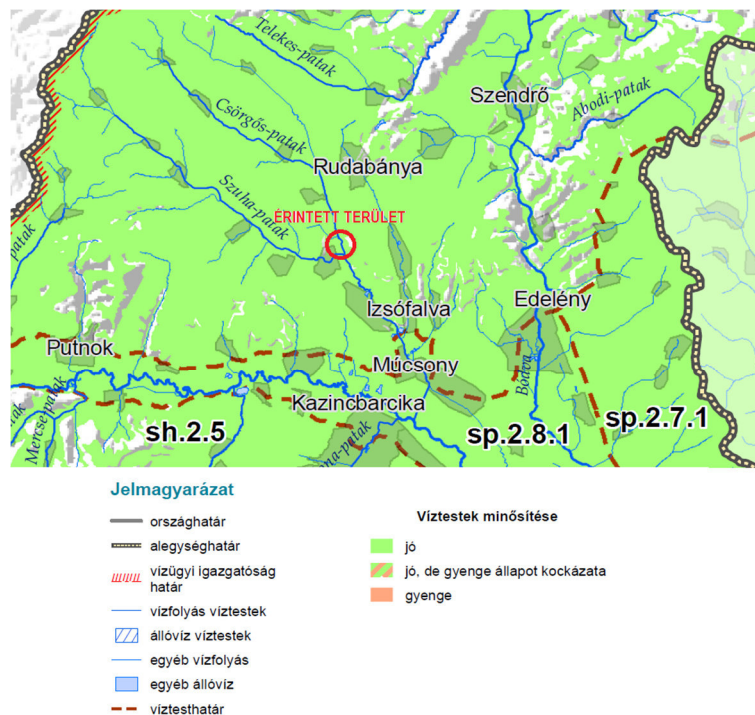 Telekes-patak
Szendrő
Abodi-patak
Csörgős-patak
Rudabánya
Szuha-patak
ÉRINTETT TERÜLET
patak
Izsófalva
Edelény
Putnok
Múcsony
Bódva
Kazincbarcika
Mercse-patak
sh.2.5
ona-patak
sp.2.8.1
sp.2.7.1
Jelmagyarázat
országhatár
alegységhatár
vízügyi igazgatóság
határ
vízfolyás víztestek
állóvíz víztestek
egyéb vízfolyás
egyéb állóvíz
víztesthatár
Víztestek minősítése
jó
jó, de gyenge állapot kockázata
gyenge